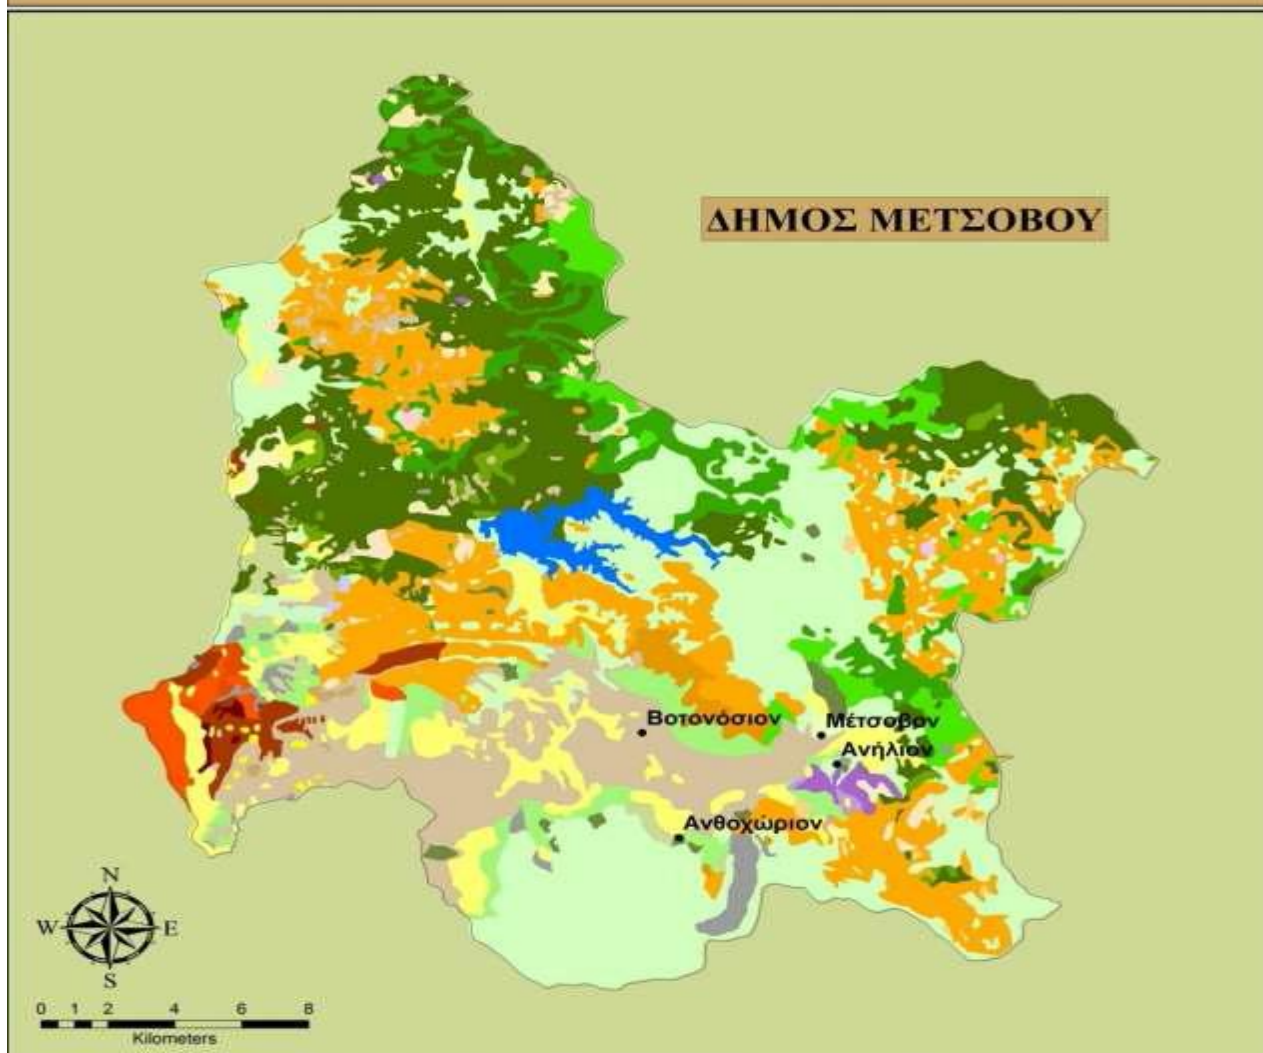 ΔΗΜΟΣ ΜΕΤΣΟΒΟΥ
Βοτονόσιον
Μέτσοβον
Ανήλιον
Ανθοχώριον
N
W E
S
0 1 2 4 6 8
Kilometers